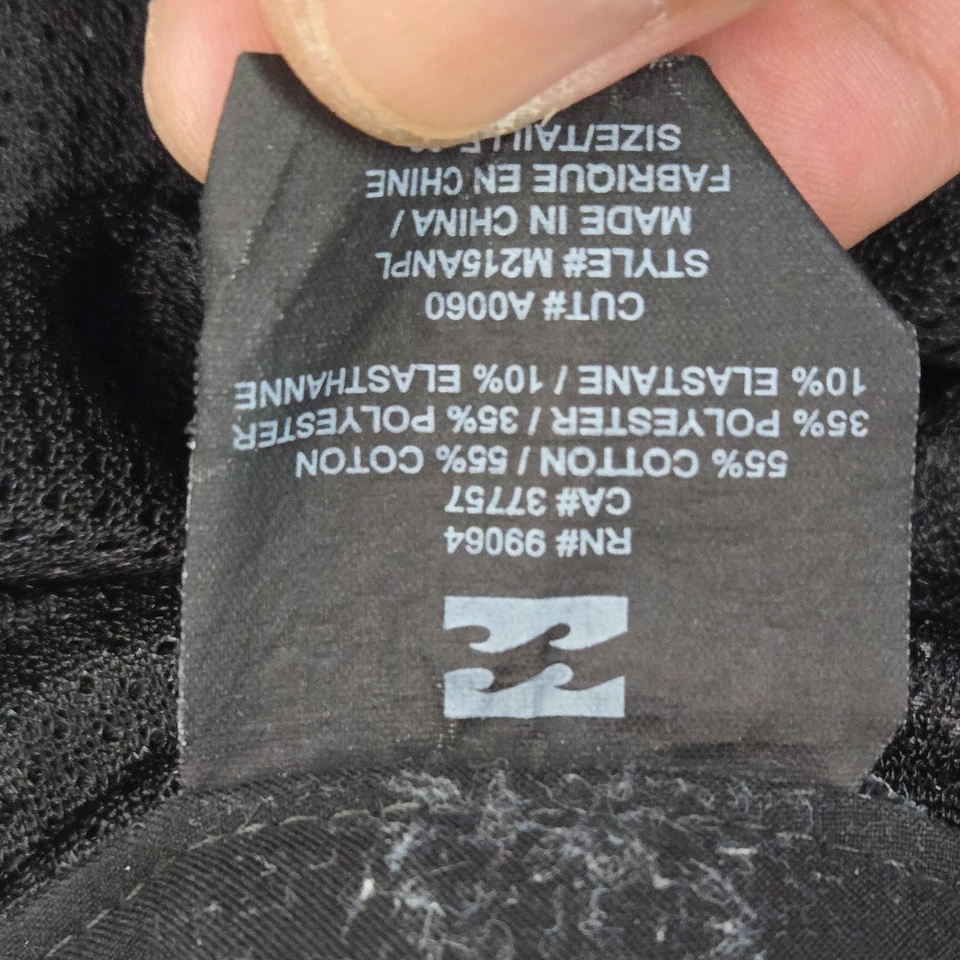 RN# 99064
CA# 37757
55% COTTON / 55% COTON
35% POLYESTER / 35% POLYESTER
10% ELASTANE / 10% ELASTHANNE
CUT# A0060
STYLE# M215ANPL
MADE IN CHINA /
FABRIQUE EN CHINE
SIZE/TAILLE